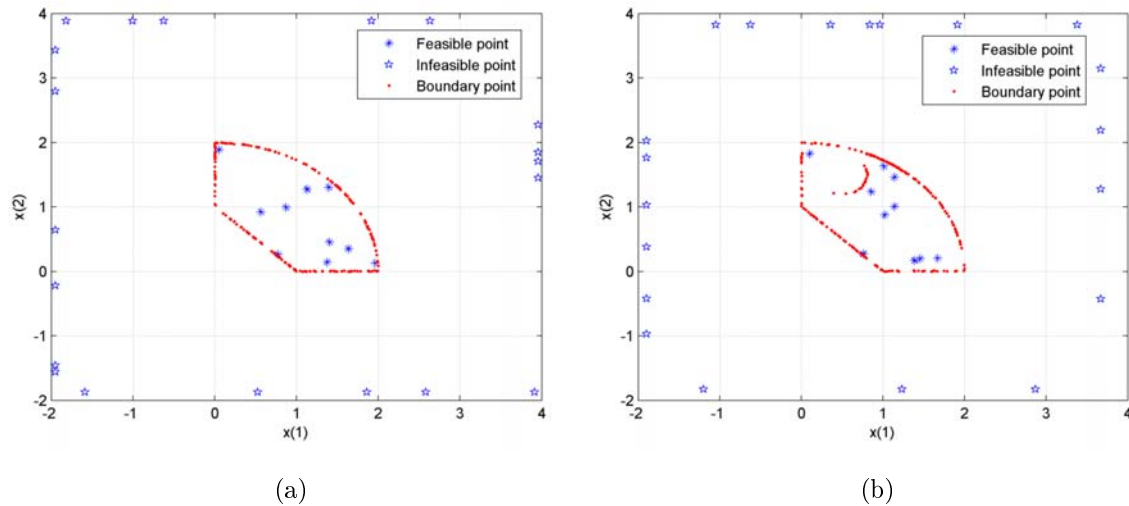 4
3
2
1
0
-1
-2
-2
-1
0
1
2
3
4
x(2)
x(1)
Feasible point
Infeasible point
Boundary point
(a)
4
3
2
1
0
-1
-2
-2
-1
0
1
2
3
4
x(2)
x(1)
Feasible point
Infeasible point
Boundary point
(b)